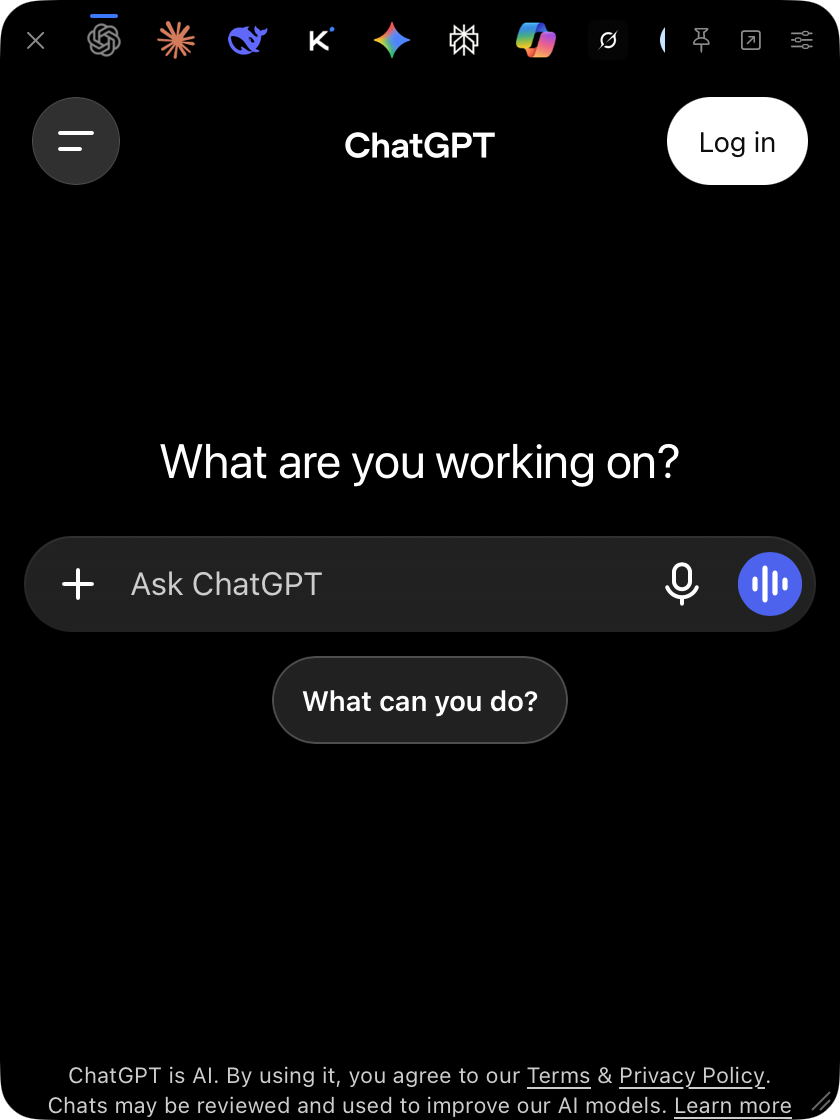 ChatGPT
Log in
What are you working on?
Ask ChatGPT
What can you do?
ChatGPT is AI. By using it, you agree to our Terms & Privacy Policy.
Chats may be reviewed and used to improve our AI models. Learn more